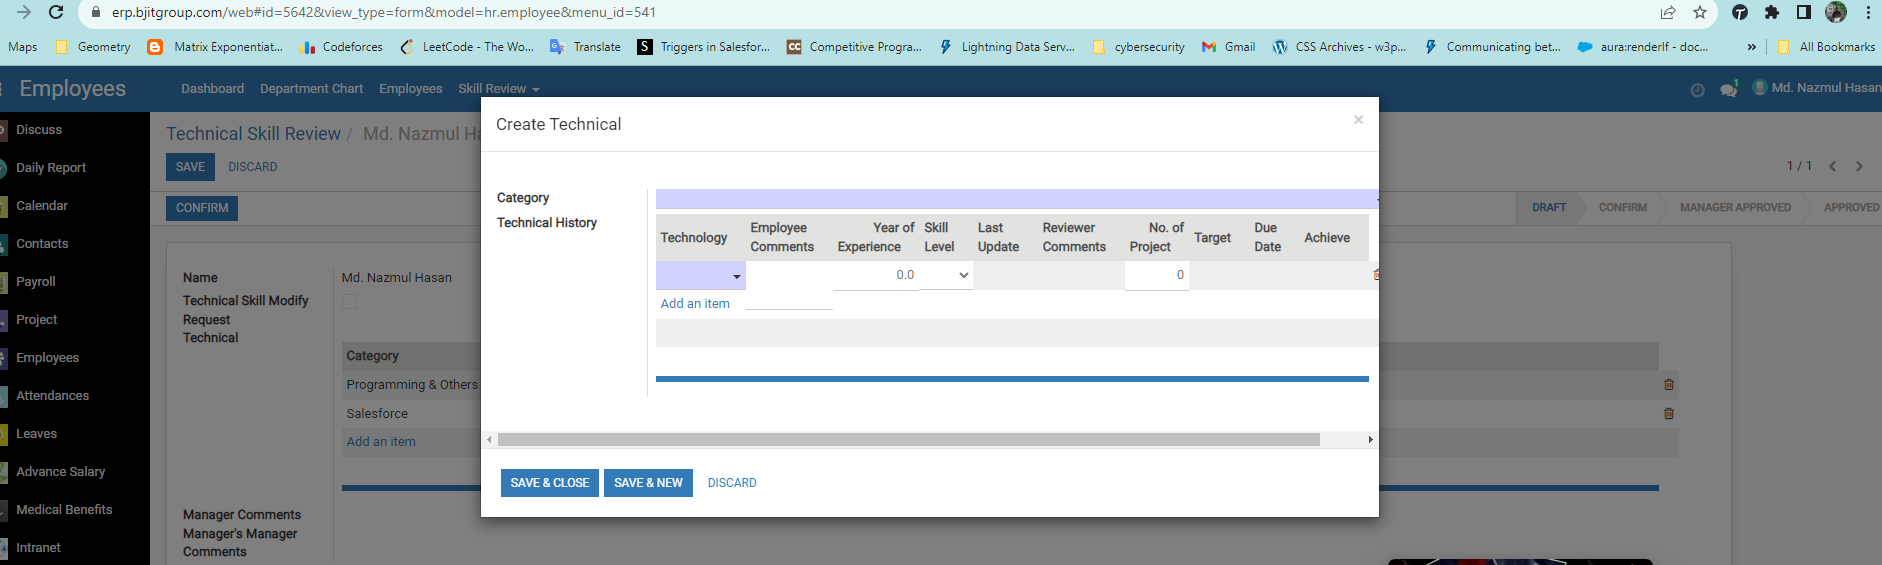 erp.bjitgroup.com/web#id=5642&view_type=form&model=hr.employee&menu_id=541
Maps Geometry Matrix Exponentiat... Codeforces LeetCode - The Wo... Translate Triggers in Salesfor... Competitive Progra... Lightning Data Serv... cybersecurity Gmail CSS Archives - w3p... Communicating bet... aura:renderIf - doc... » All Bookmarks
Employees Dashboard Department Chart Employees Skill Review 1 Md. Nazmul Hasan
Discuss
Daily Report
Calendar
Contacts
Payroll
Project
Employees
Attendances
Leaves
Advance Salary
Medical Benefits
Intranet
Technical Skill Review / Md. Nazmul Ha
SAVE DISCARD
1 / 1
CONFIRM
DRAFT CONFIRM MANAGER APPROVED APPROVED
Name Md. Nazmul Hasan
Technical Skill Modify
Request
Technical
Category
Programming & Others
Salesforce
Add an item
Manager Comments
Manager's Manager
Comments
Create Technical ×
Category
Technical History
Technology Employee Comments Year of Experience Skill Level Last Update Reviewer Comments No. of Project Target Due Date Achieve
0.0 0
Add an item
SAVE & CLOSE SAVE & NEW DISCARD